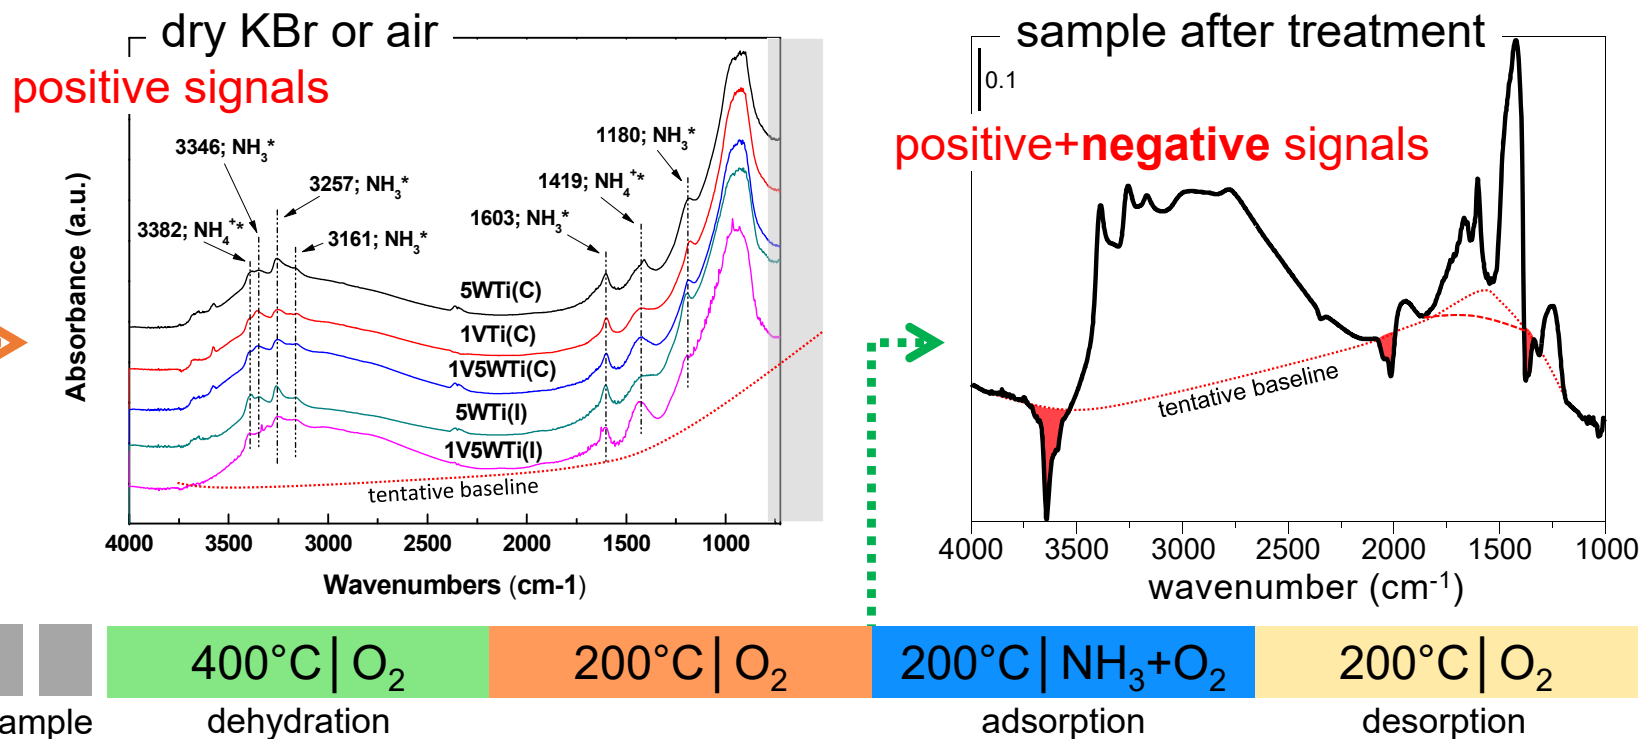 dry KBr or air
positive signals
3346; NH₃*
3257; NH₃*
3382; NH₄⁺*
3161; NH₃*
1180; NH₃*
1419; NH₄⁺*
1603; NH₃*
5WTi(C)
1VTi(C)
1V5WTi(C)
5WTi(I)
1V5WTi(I)
tentative baseline
Absorbance (a.u.)
4000 3500 3000 2500 2000 1500 1000
Wavenumbers (cm-1)
sample after treatment
0.1
positive+negative signals
tentative baseline
4000 3500 3000 2500 2000 1500 1000
wavenumber (cm⁻¹)
400°C|O₂ 200°C|O₂ 200°C|NH₃+O₂ 200°C|O₂
ample dehydration adsorption desorption